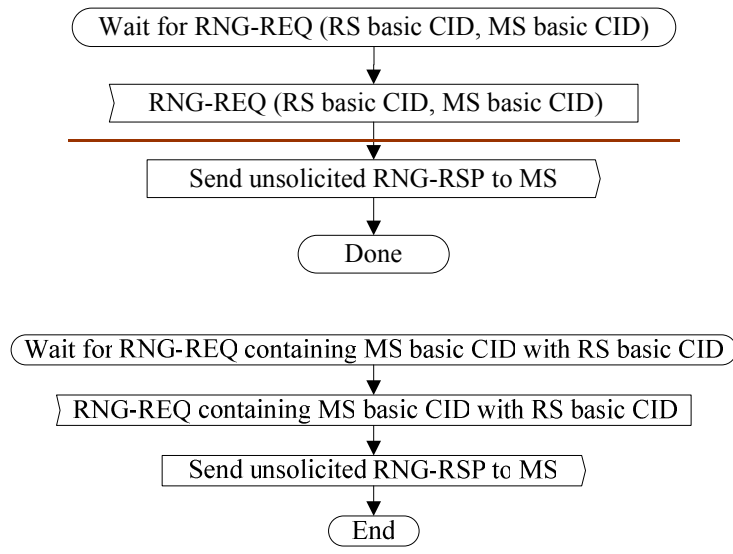 Wait for RNG-REQ (RS basic CID, MS basic CID)
RNG-REQ (RS basic CID, MS basic CID)
Send unsolicited RNG-RSP to MS
Done
Wait for RNG-REQ containing MS basic CID with RS basic CID
RNG-REQ containing MS basic CID with RS basic CID
Send unsolicited RNG-RSP to MS
End